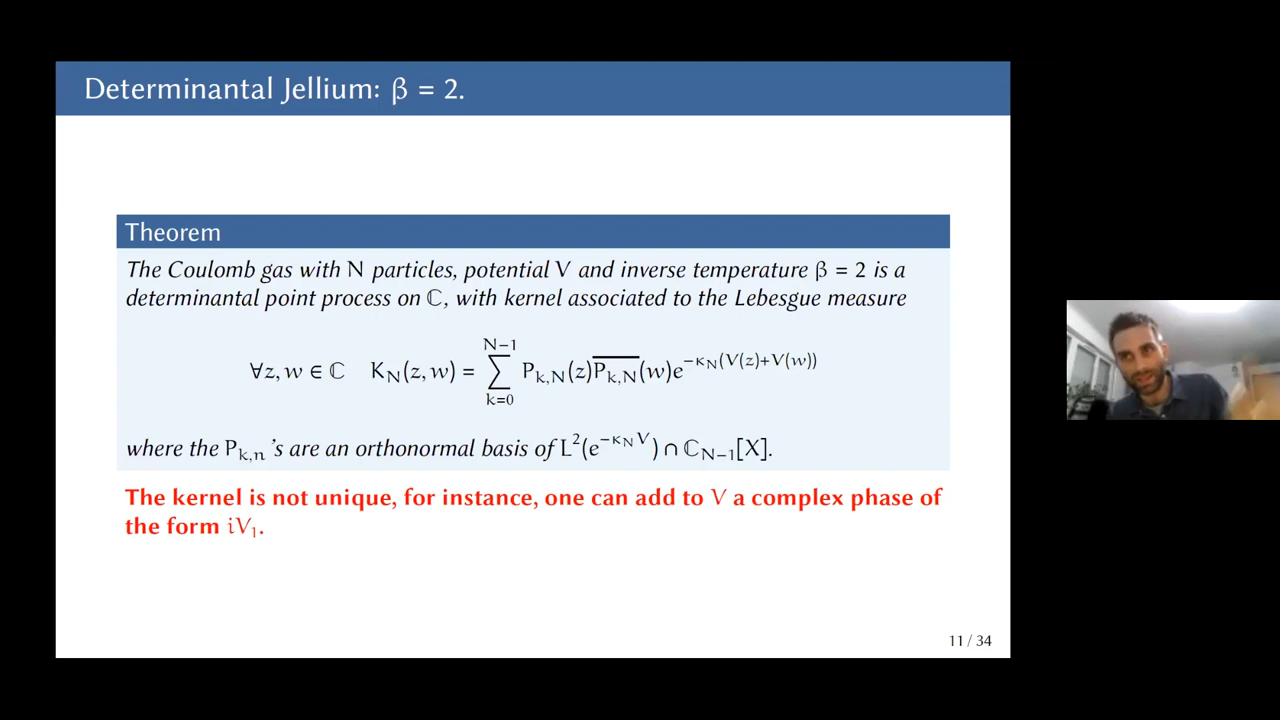 Determinantal Jellium: β = 2.
Theorem
The Coulomb gas with N particles, potential V and inverse temperature β = 2 is a
determinantal point process on ℂ, with kernel associated to the Lebesgue measure
∀z, w ∈ ℂ K_N(z, w) = ∑_{k=0}^{N−1} P_{k,N}(z)\overline{P_{k,N}}(w)e^{−κ_N(V(z)+V(w))}
where the P_{k,n}'s are an orthonormal basis of L²(e^{−κ_N V}) ∩ ℂ_{N−1}[X].
The kernel is not unique, for instance, one can add to V a complex phase of
the form iV₁.
11 / 34